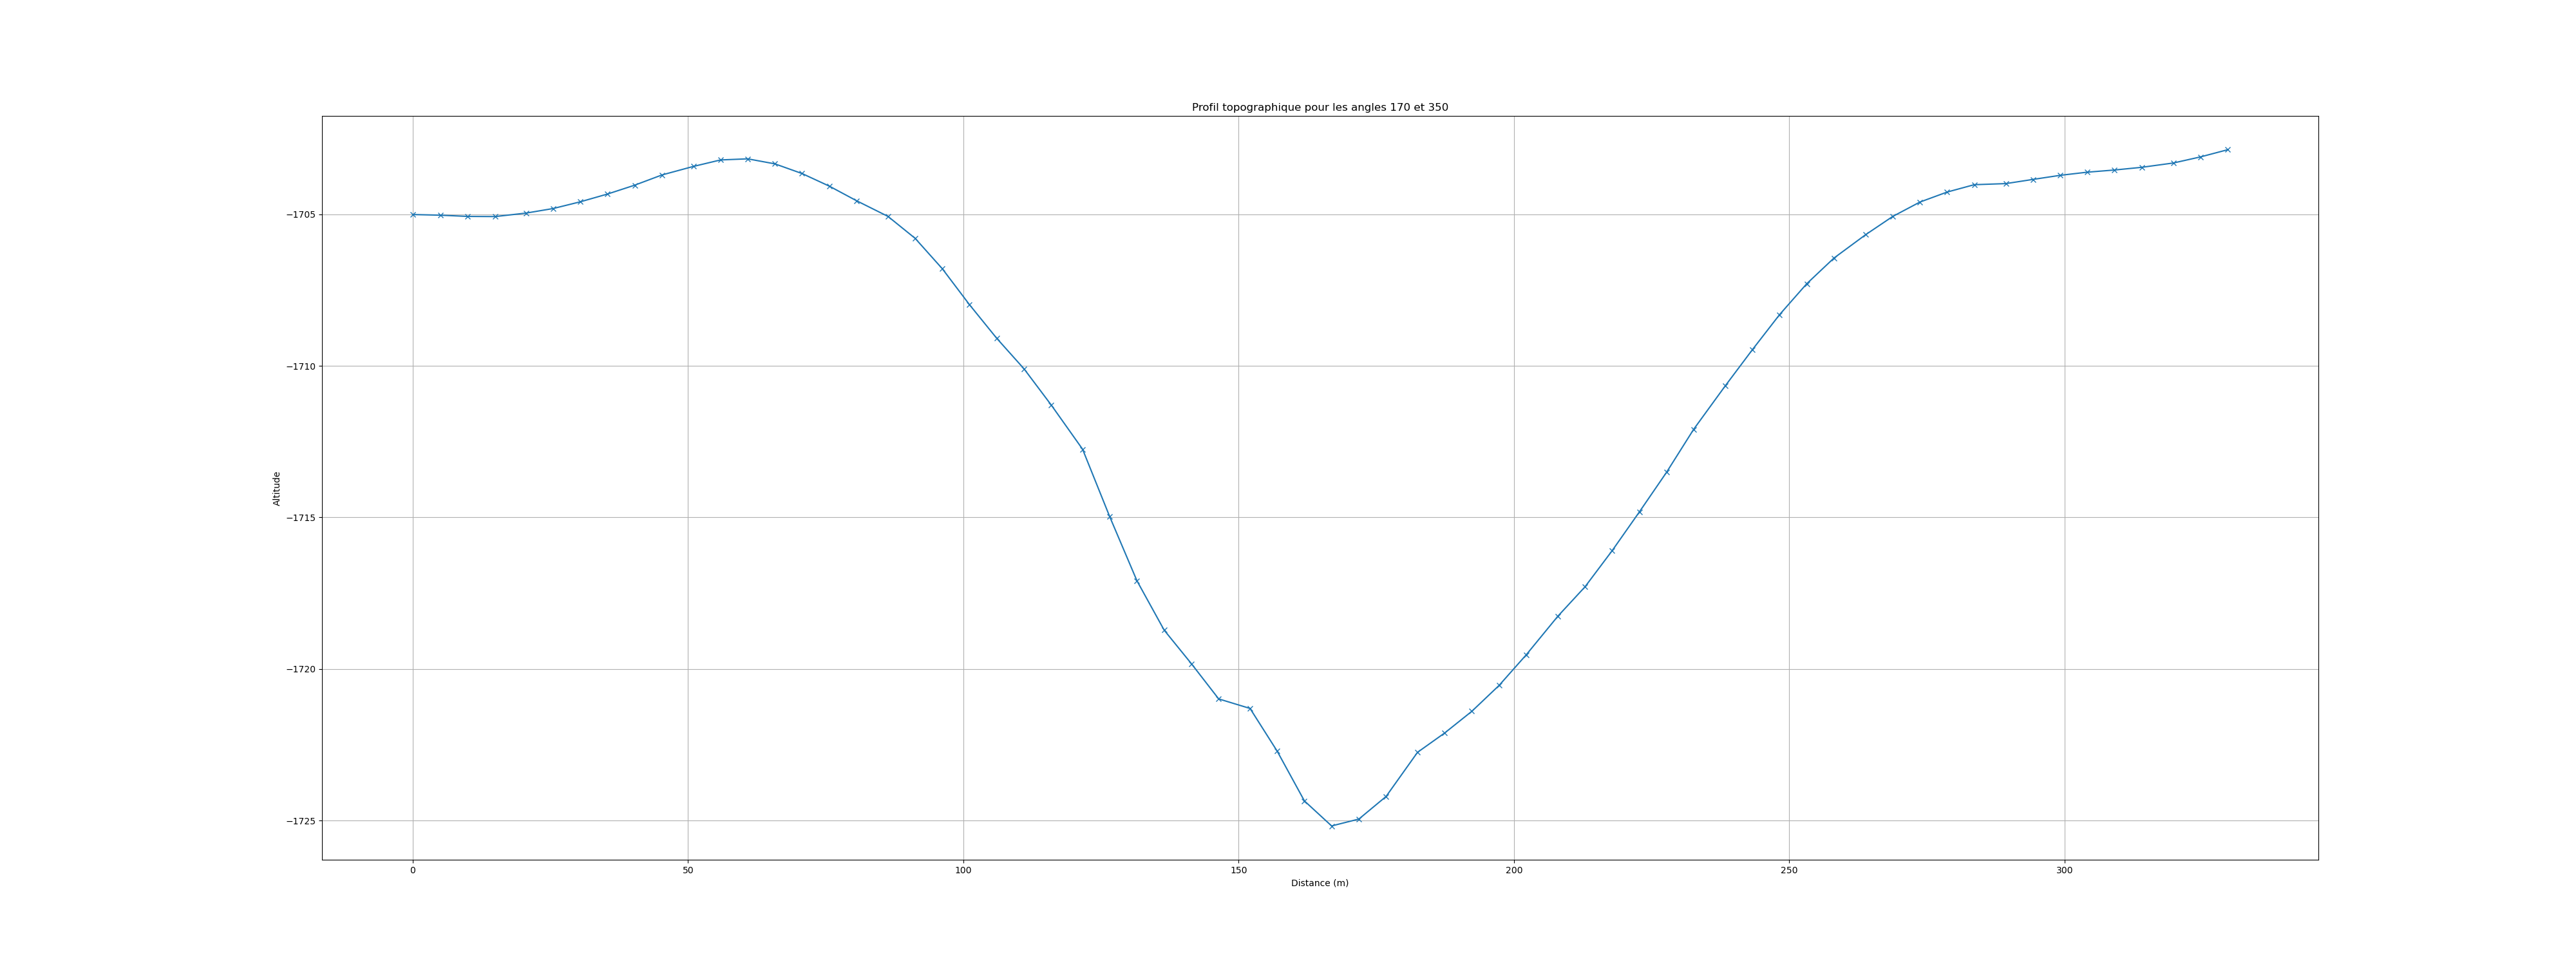 Profil topographique pour les angles 170 et 350
−1705
−1710
−1715
−1720
−1725
Altitude
0 50 100 150 200 250 300
Distance (m)